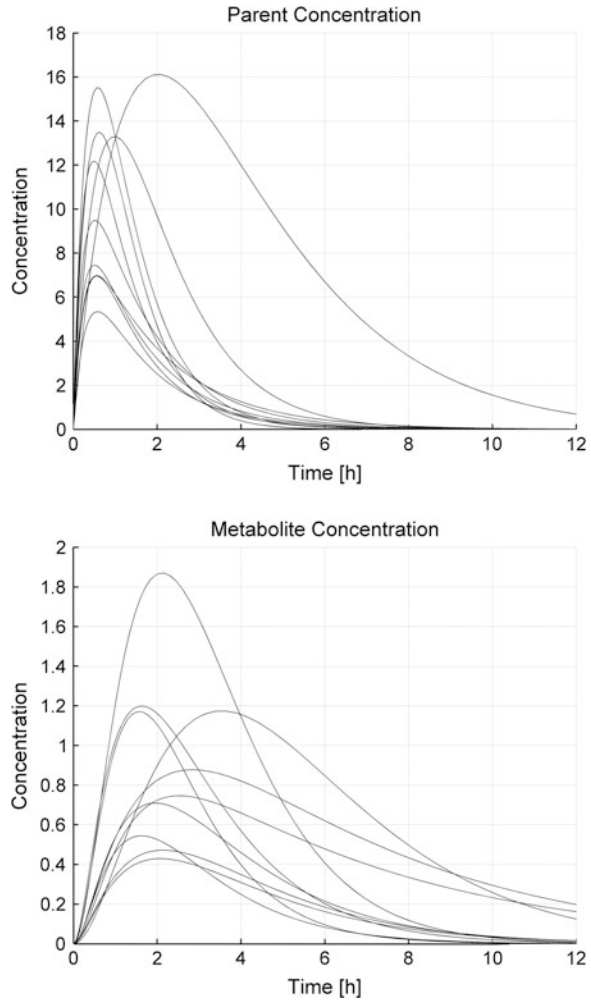 Parent Concentration
18
16
14
12
10
8
6
4
2
0
Concentration
0 2 4 6 8 10 12
Time [h]
Metabolite Concentration
2
1.8
1.6
1.4
1.2
1
0.8
0.6
0.4
0.2
0
Concentration
0 2 4 6 8 10 12
Time [h]